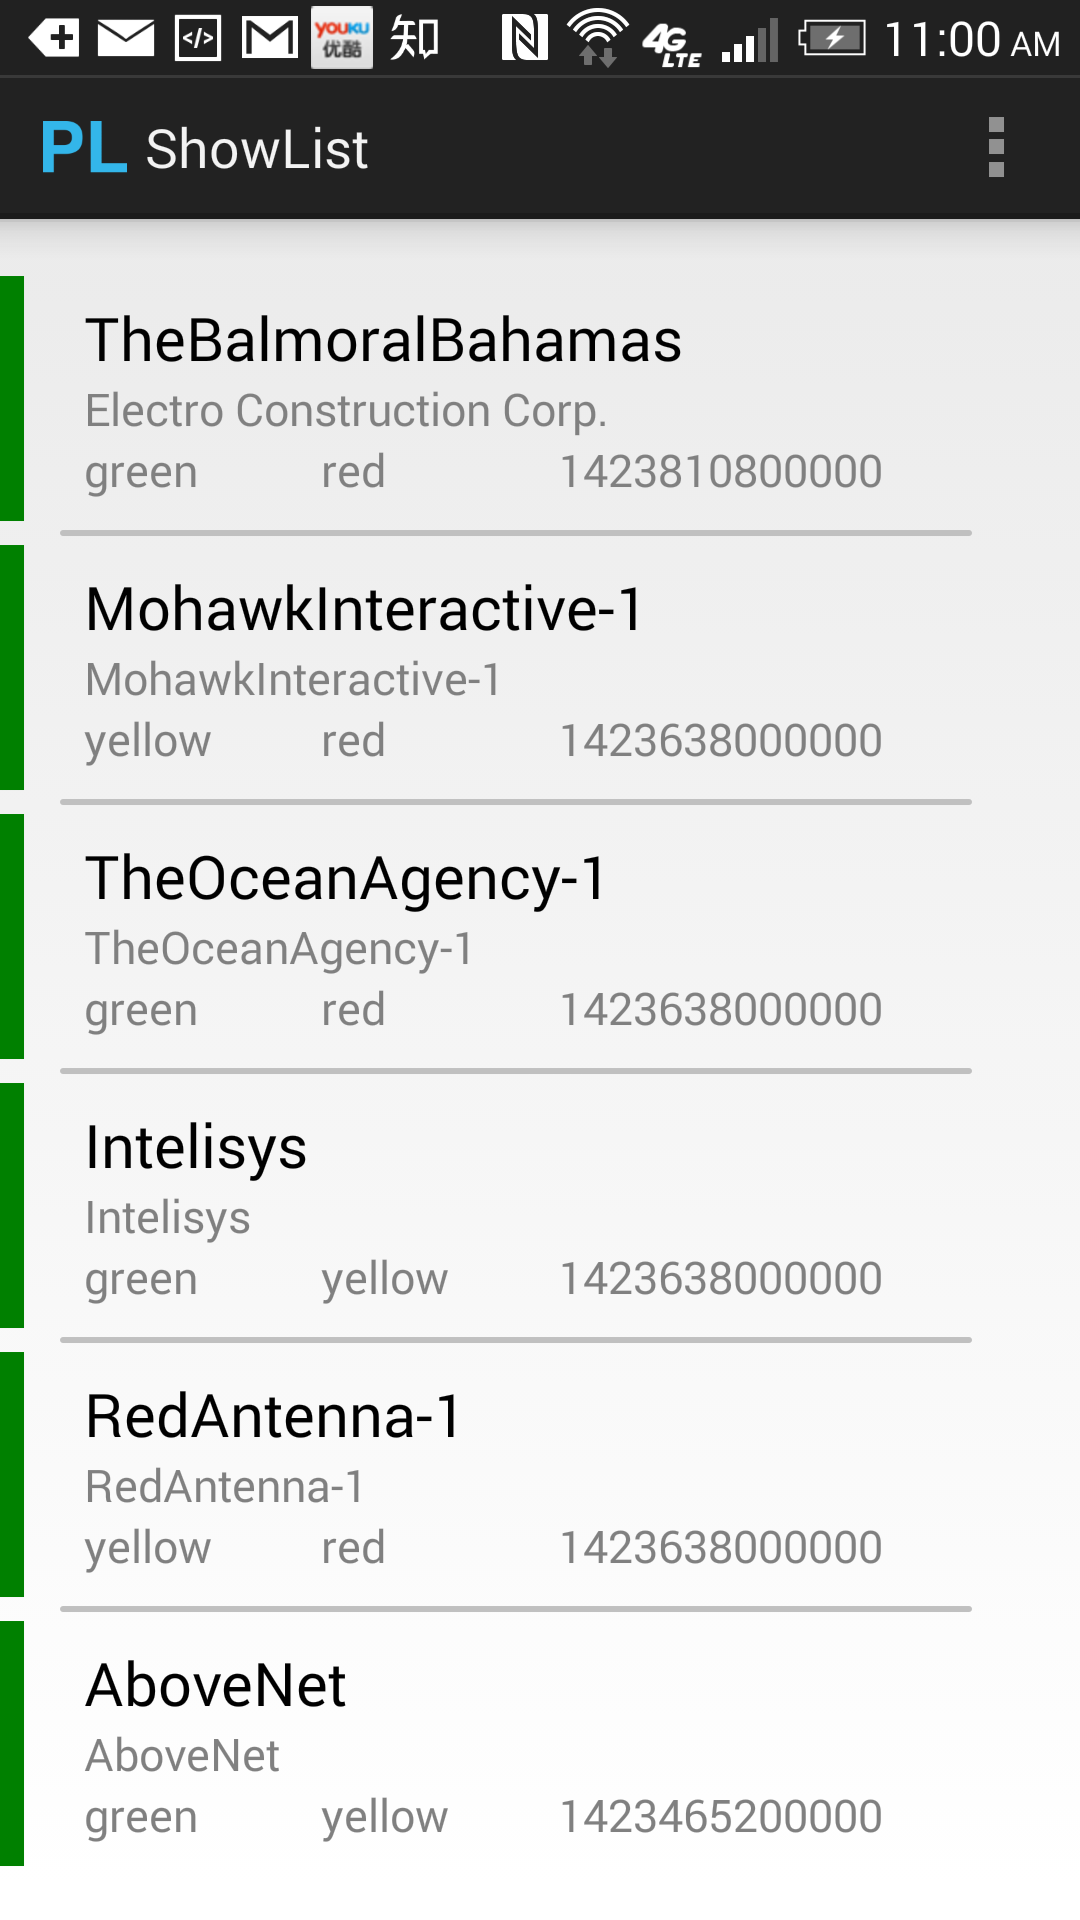 </> YOUKU 知 4G LTE 11:00 AM
优酷
PL ShowList
TheBalmoralBahamas
Electro Construction Corp.
green red 1423810800000
MohawkInteractive-1
MohawkInteractive-1
yellow red 1423638000000
TheOceanAgency-1
TheOceanAgency-1
green red 1423638000000
Intelisys
Intelisys
green yellow 1423638000000
RedAntenna-1
RedAntenna-1
yellow red 1423638000000
AboveNet
AboveNet
green yellow 1423465200000